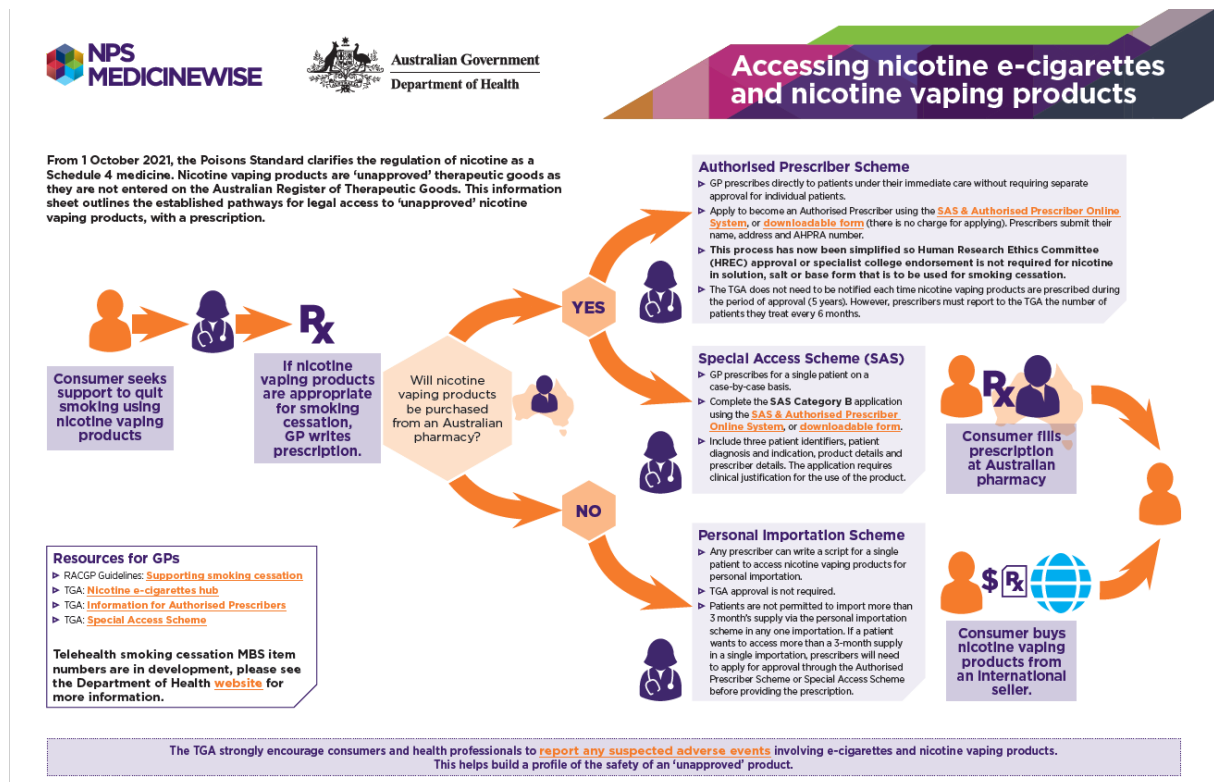 NPS
MEDICINEWISE
Australian Government
Department of Health
Accessing nicotine e-cigarettes
and nicotine vaping products
From 1 October 2021, the Poisons Standard clarifies the regulation of nicotine as a
Schedule 4 medicine. Nicotine vaping products are ‘unapproved’ therapeutic goods as
they are not entered on the Australian Register of Therapeutic Goods. This information
sheet outlines the established pathways for legal access to ‘unapproved’ nicotine
vaping products, with a prescription.
Rx
Consumer seeks
support to quit
smoking using
nicotine vaping
products
If nicotine
vaping products
are appropriate
for smoking
cessation,
GP writes
prescription.
Will nicotine
vaping products
be purchased
from an Australian
pharmacy?
YES
NO
Authorised Prescriber Scheme
GP prescribes directly to patients under their immediate care without requiring separate
approval for individual patients.
Apply to become an Authorised Prescriber using the SAS & Authorised Prescriber Online
System, or downloadable form (there is no charge for applying). Prescribers submit their
name, address and AHPRA number.
This process has now been simplified so Human Research Ethics Committee
(HREC) approval or specialist college endorsement is not required for nicotine
in solution, salt or base form that is to be used for smoking cessation.
The TGA does not need to be notified each time nicotine vaping products are prescribed during
the period of approval (5 years). However, prescribers must report to the TGA the number of
patients they treat every 6 months.
Special Access Scheme (SAS)
GP prescribes for a single patient on a
case-by-case basis.
Complete the SAS Category B application
using the SAS & Authorised Prescriber
Online System, or downloadable form.
Include three patient identifiers, patient
diagnosis and indication, product details and
prescriber details. The application requires
clinical justification for the use of the product.
Rx
Consumer fills
prescription
at Australian
pharmacy
Personal Importation Scheme
Any prescriber can write a script for a single
patient to access nicotine vaping products for
personal importation.
TGA approval is not required.
Patients are not permitted to import more than
3 month’s supply via the personal importation
scheme in any one importation. If a patient
wants to access more than a 3-month supply
in a single importation, prescribers will need
to apply for approval through the Authorised
Prescriber Scheme or Special Access Scheme
before providing the prescription.
$ Rx
Consumer buys
nicotine vaping
products from
an international
seller.
Resources for GPs
RACGP Guidelines: Supporting smoking cessation
TGA: Nicotine e-cigarettes hub
TGA: Information for Authorised Prescribers
TGA: Special Access Scheme
Telehealth smoking cessation MBS item
numbers are in development, please see
the Department of Health website for
more information.
The TGA strongly encourage consumers and health professionals to report any suspected adverse events involving e-cigarettes and nicotine vaping products.
This helps build a profile of the safety of an ‘unapproved’ product.